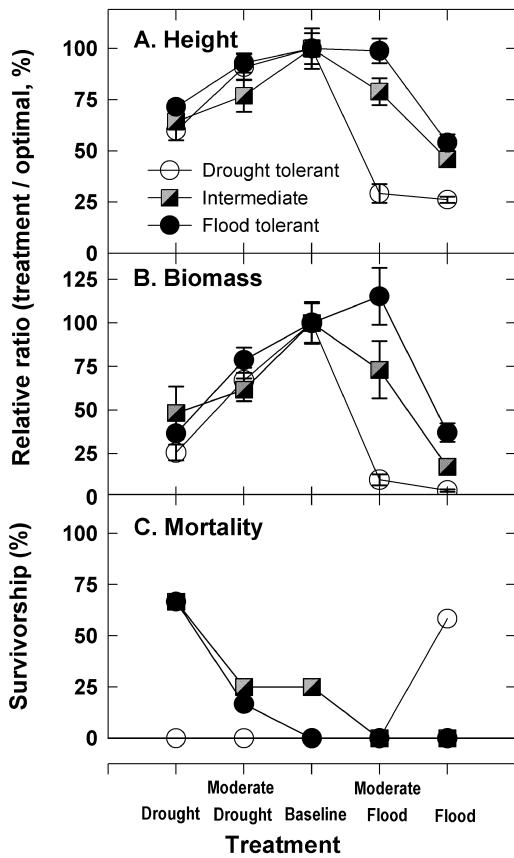 A. Height
100
75
50
25
0
Drought tolerant
Intermediate
Flood tolerant
Relative ratio (treatment / optimal, %)
B. Biomass
125
100
75
50
25
0
C. Mortality
100
75
50
25
0
Survivorship (%)
Drought
Moderate
Drought
Baseline
Moderate
Flood
Flood
Treatment